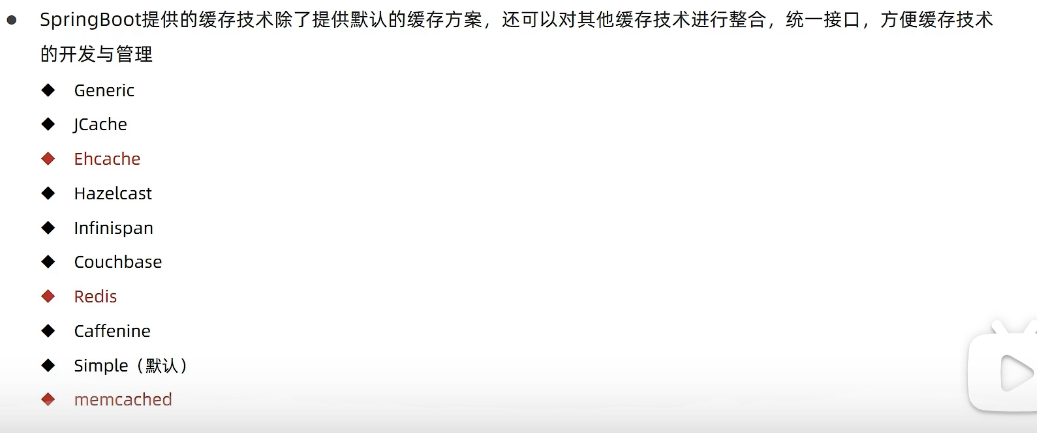 SpringBoot提供的缓存技术除了提供默认的缓存方案，还可以对其他缓存技术进行整合，统一接口，方便缓存技术
的开发与管理
Generic
JCache
Ehcache
Hazelcast
Infinispan
Couchbase
Redis
Caffenine
Simple（默认）
memcached